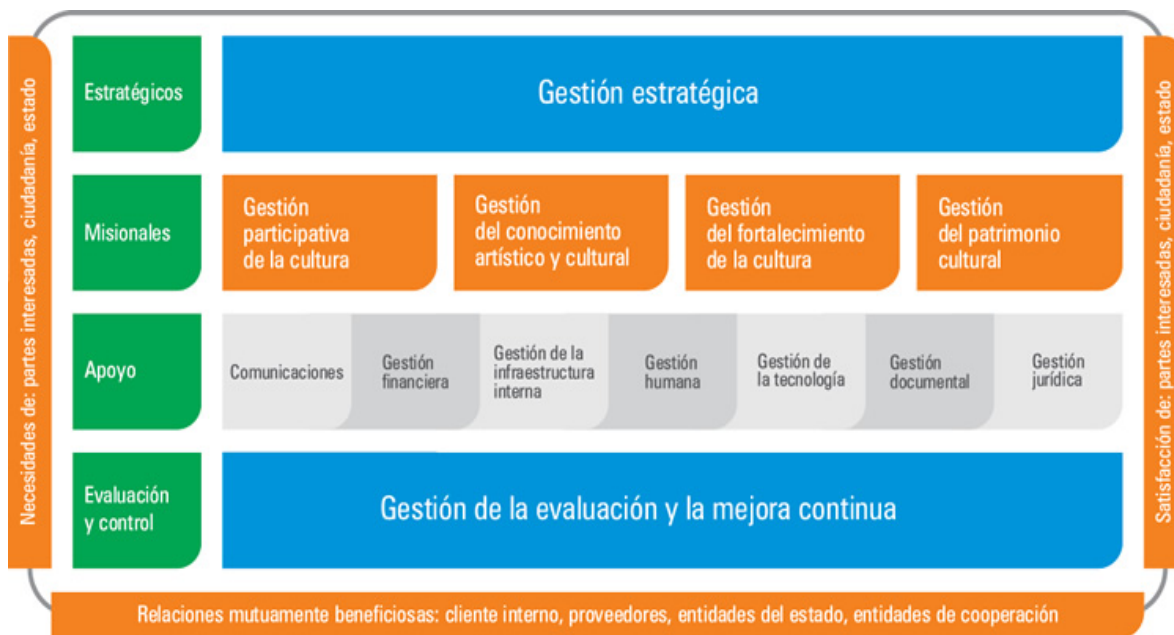 Necesidades de: partes interesadas, ciudadanía, estado
Estratégicos
Gestión estratégica
Misionales
Gestión
participativa
de la cultura
Gestión
del conocimiento
artístico y cultural
Gestión
del fortalecimiento
de la cultura
Gestión
del patrimonio
cultural
Apoyo
Comunicaciones
Gestión
financiera
Gestión de la
infraestructura
interna
Gestión
humana
Gestión de
la tecnología
Gestión
documental
Gestión
jurídica
Evaluación
y control
Gestión de la evaluación y la mejora continua
Satisfacción de: partes interesadas, ciudadanía, estado
Relaciones mutuamente beneficiosas: cliente interno, proveedores, entidades del estado, entidades de cooperación